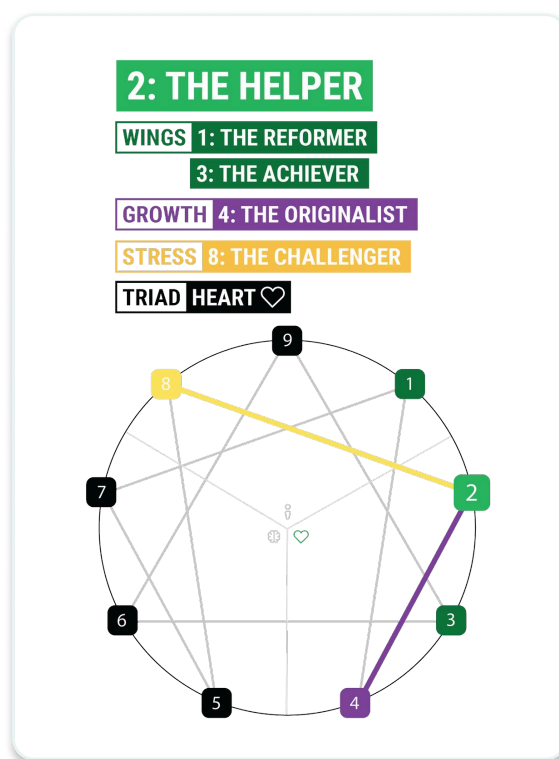 2: THE HELPER
WINGS 1: THE REFORMER
3: THE ACHIEVER
GROWTH 4: THE ORIGINALIST
STRESS 8: THE CHALLENGER
TRIAD HEART
9
8
1
7
2
6
3
5
4